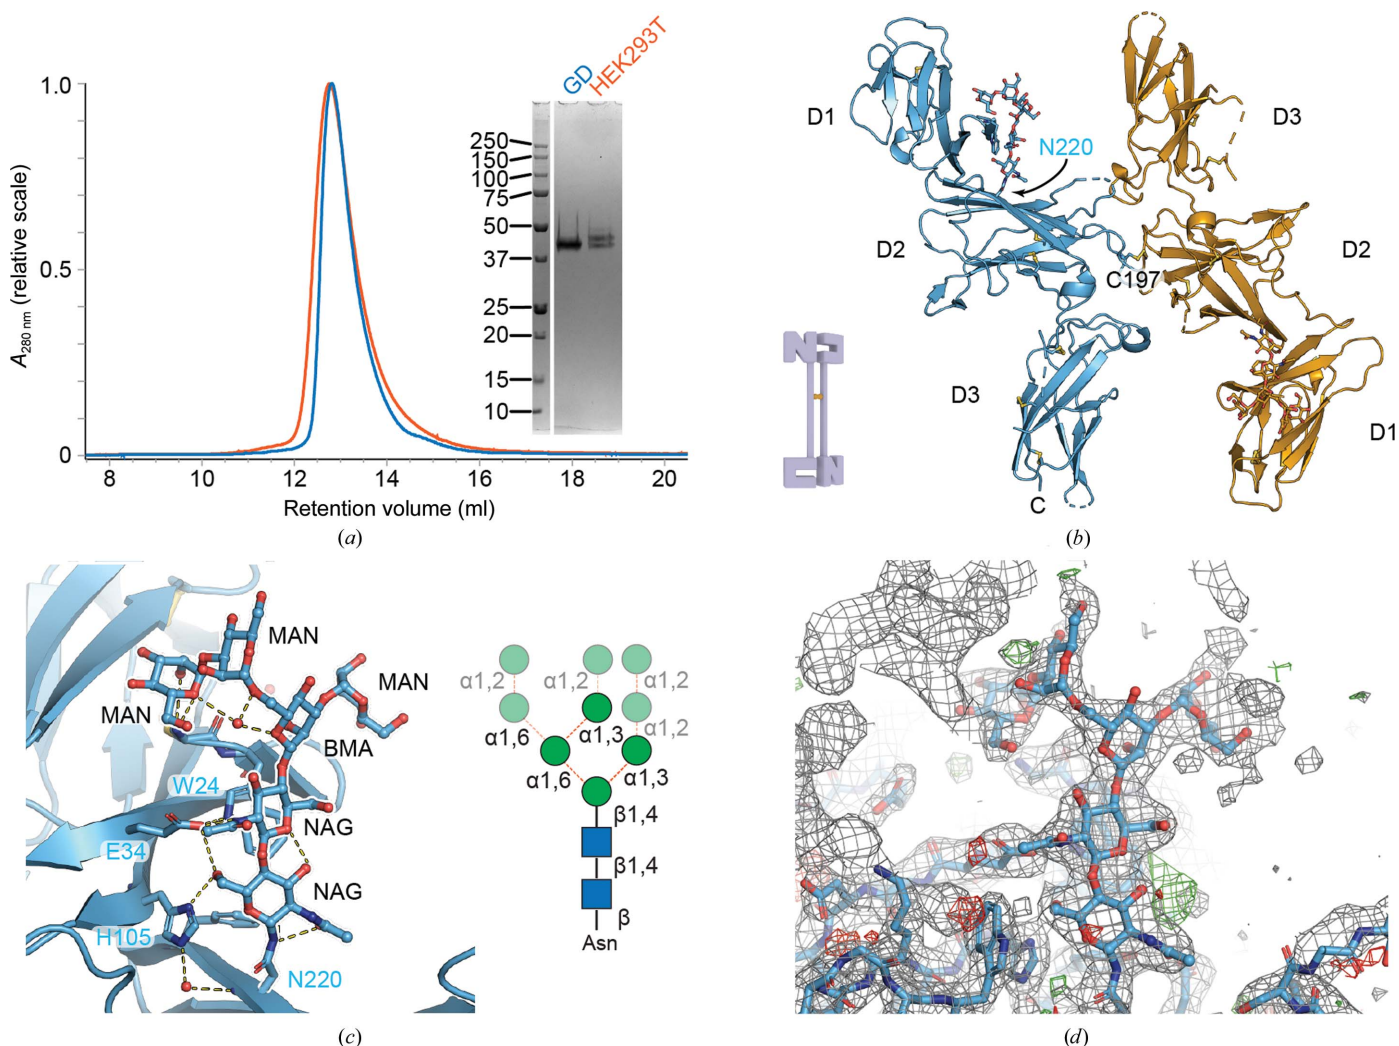 GD HEK293T
1.0
0.5
0
A280 nm (relative scale)
250
150
100
75
50
37
25
20
15
10
8 10 12 14 16 18 20
Retention volume (ml)
(a)
D1
N220
D3
D2
C197
D2
D3
D1
C
N C
C N
(b)
MAN
MAN
MAN
BMA
W24
NAG
E34
NAG
H105
N220
α1,2 α1,2 α1,2
α1,2
α1,6 α1,3
α1,6 α1,3
β1,4
β1,4
β
Asn
(c)
(d)